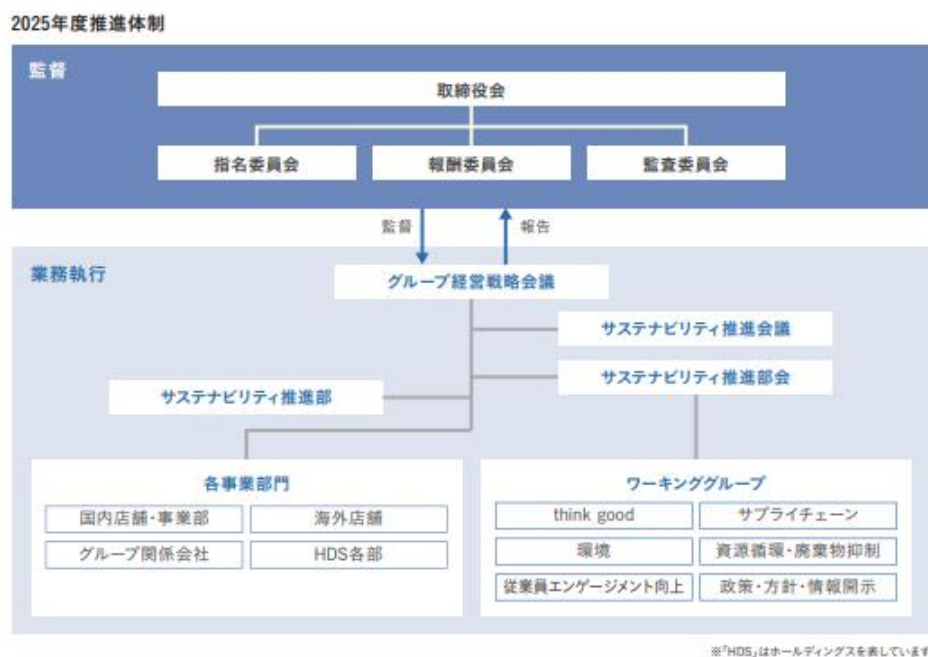 2025年度推進体制
監督
取締役会
指名委員会
報酬委員会
監査委員会
監督
報告
業務執行
グループ経営戦略会議
サステナビリティ推進会議
サステナビリティ推進部会
サステナビリティ推進部
各事業部門
国内店舗・事業部
海外店舗
グループ関係会社
HDS各部
ワーキンググループ
think good
サプライチェーン
環境
資源循環・廃棄物抑制
従業員エンゲージメント向上
政策・方針・情報開示
※「HDS」はホールディングスを表しています